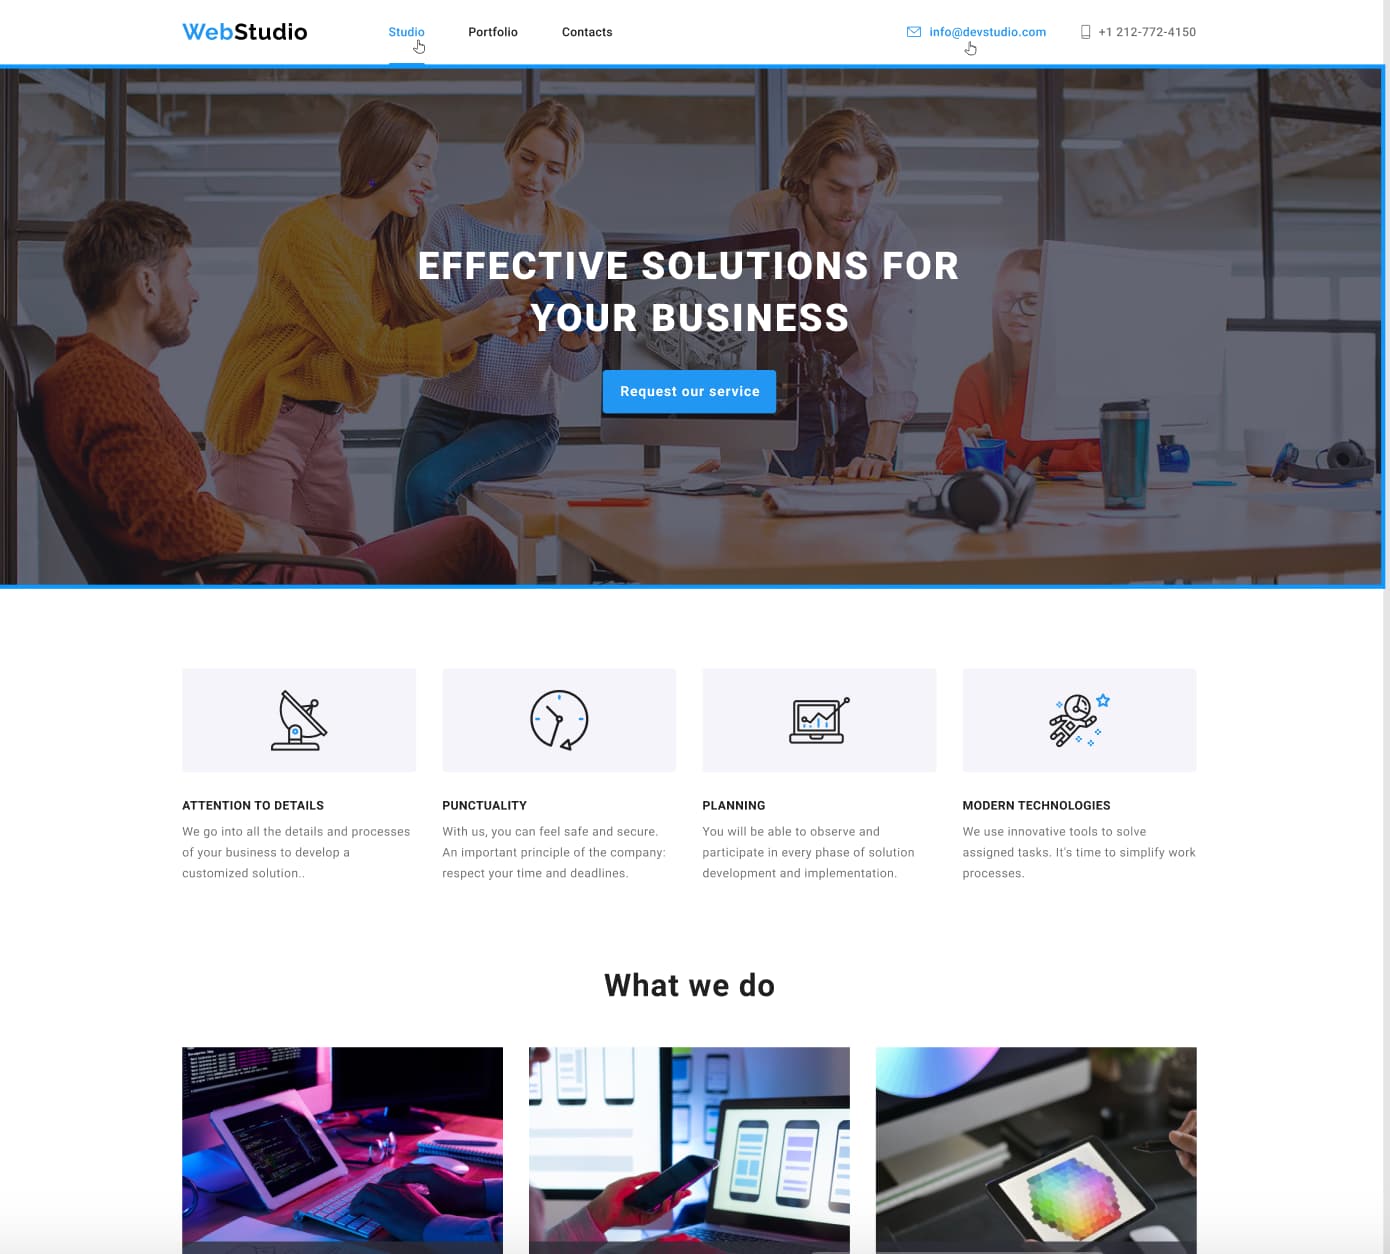 WebStudio
Studio
Portfolio
Contacts
info@devstudio.com
+1 212-772-4150
EFFECTIVE SOLUTIONS FOR
YOUR BUSINESS
Request our service
ATTENTION TO DETAILS
We go into all the details and processes
of your business to develop a
customized solution..
PUNCTUALITY
With us, you can feel safe and secure.
An important principle of the company:
respect your time and deadlines.
PLANNING
You will be able to observe and
participate in every phase of solution
development and implementation.
MODERN TECHNOLOGIES
We use innovative tools to solve
assigned tasks. It's time to simplify work
processes.
What we do